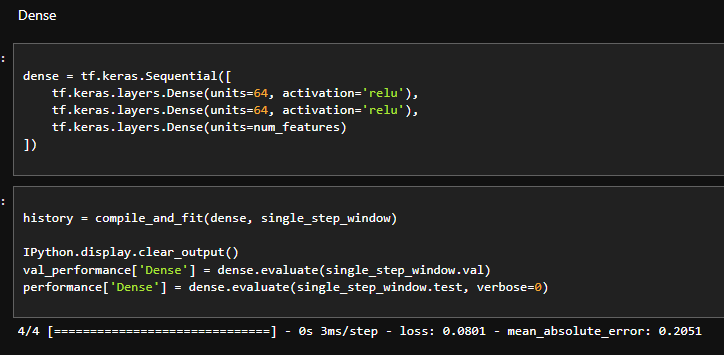 Dense
:
dense = tf.keras.Sequential([
    tf.keras.layers.Dense(units=64, activation='relu'),
    tf.keras.layers.Dense(units=64, activation='relu'),
    tf.keras.layers.Dense(units=num_features)
])
:
history = compile_and_fit(dense, single_step_window)
IPython.display.clear_output()
val_performance['Dense'] = dense.evaluate(single_step_window.val)
performance['Dense'] = dense.evaluate(single_step_window.test, verbose=0)
4/4 [==============================] - 0s 3ms/step - loss: 0.0801 - mean_absolute_error: 0.2051